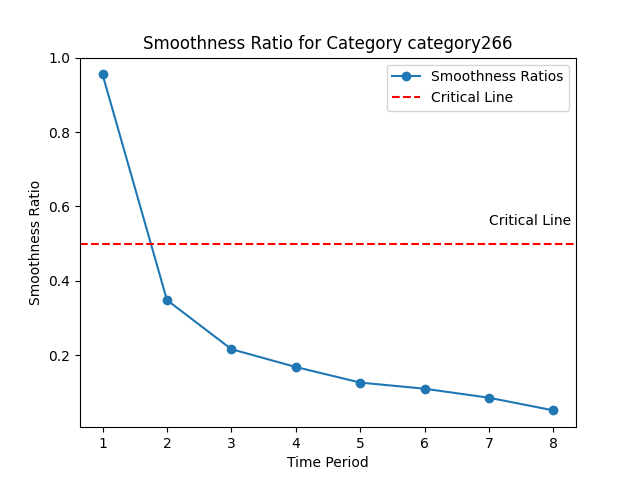 Smoothness Ratio for Category category266
1.0
0.8
0.6
0.4
0.2
Smoothness Ratio
Smoothness Ratios
Critical Line
Critical Line
1 2 3 4 5 6 7 8
Time Period